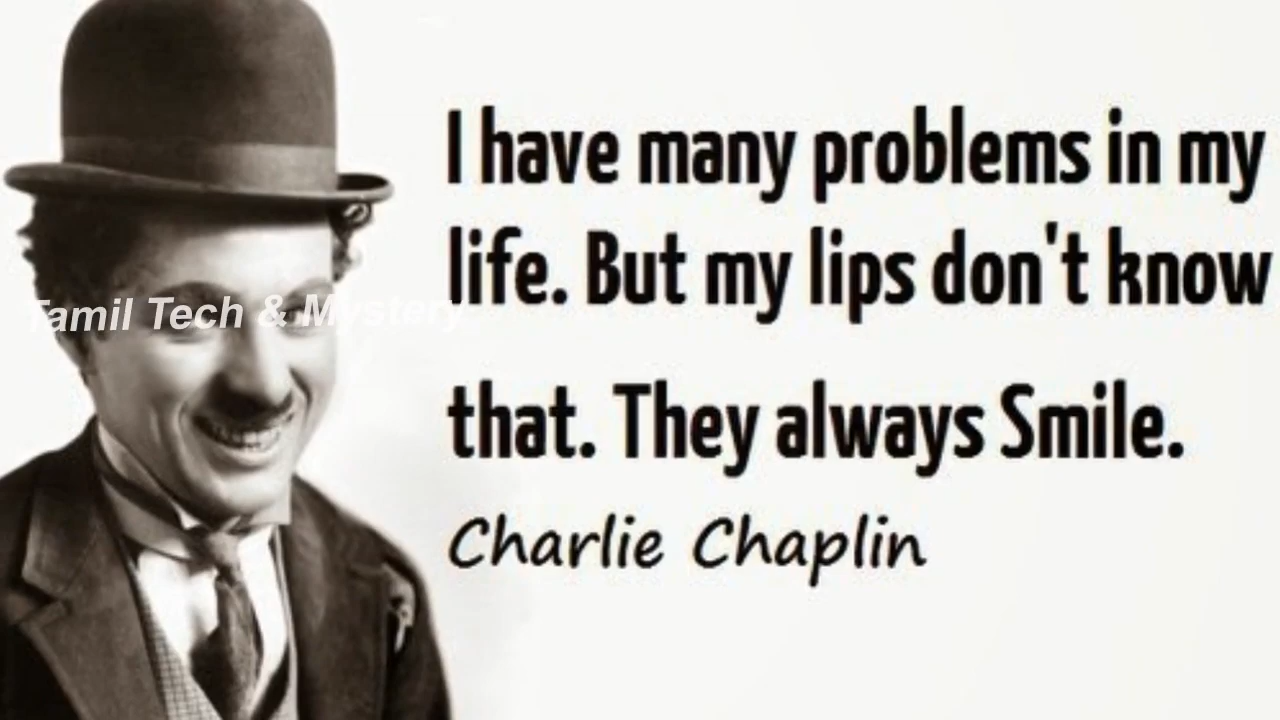 I have many problems in my
life. But my lips don't know
that. They always Smile.
Charlie Chaplin
Tamil Tech & Mystery